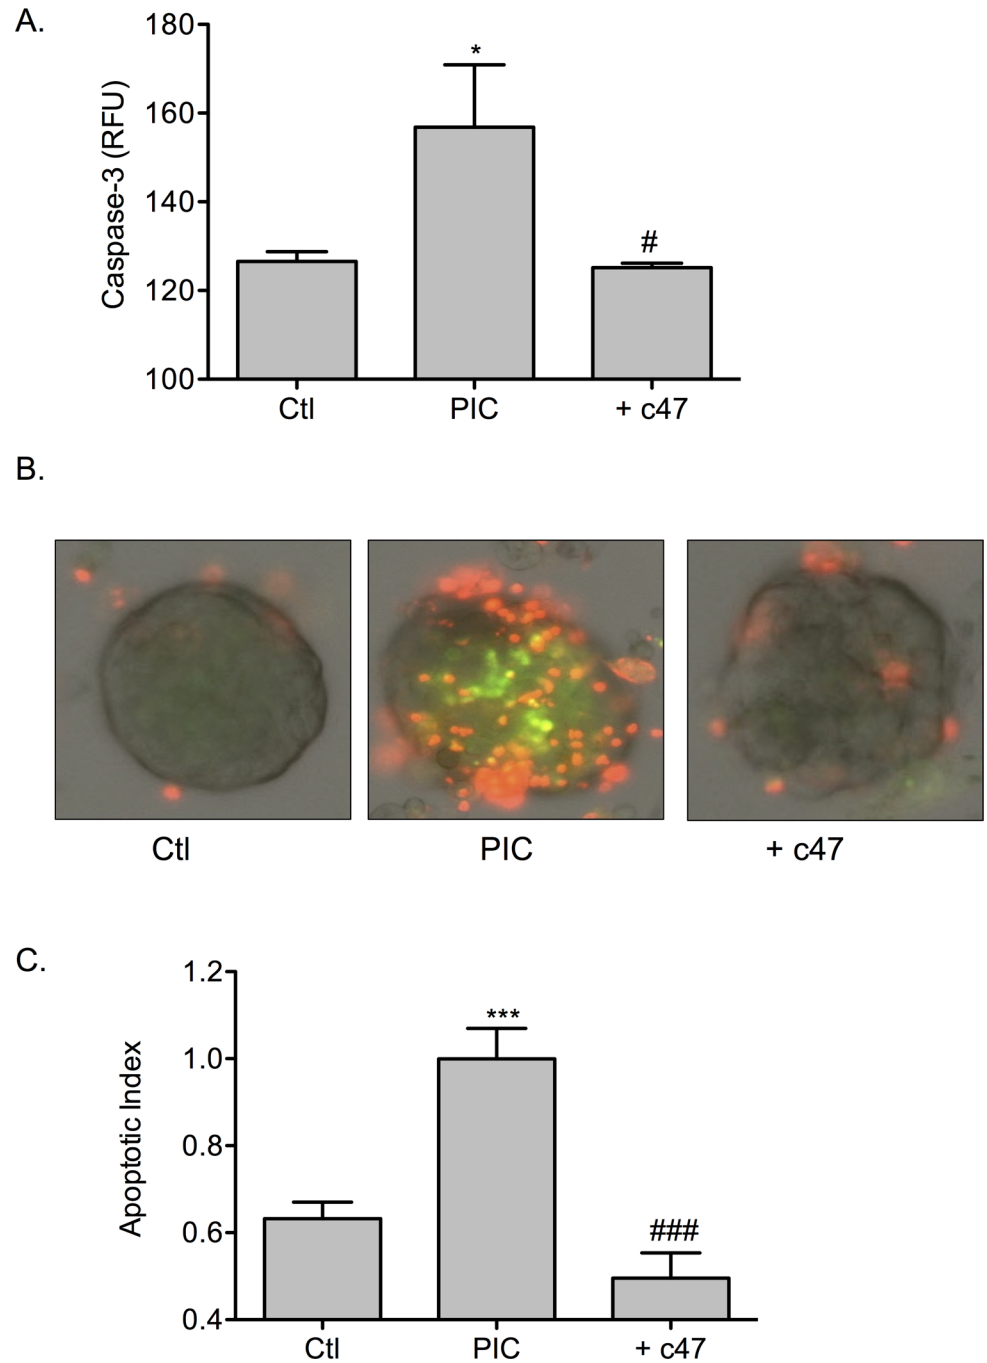 A.
180
160
140
120
100
Caspase-3 (RFU)
*
#
Ctl
PIC
+ c47
B.
Ctl
PIC
+ c47
C.
1.2
1.0
0.8
0.6
0.4
Apoptotic Index
***
###
Ctl
PIC
+ c47